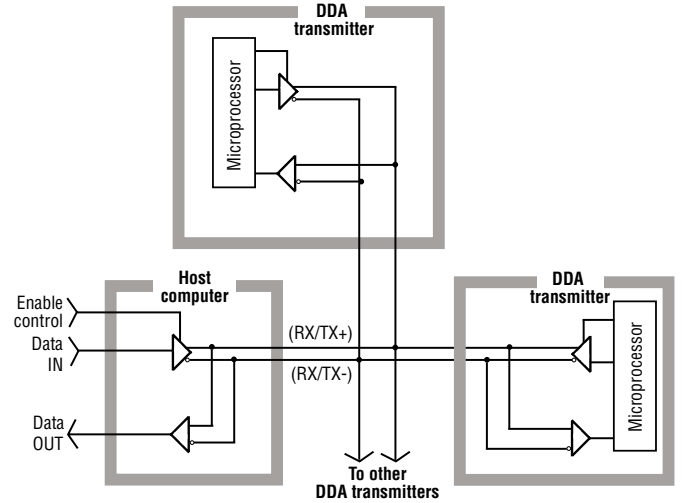 DDA
transmitter
Microprocessor
Host
computer
Enable
control
Data
IN
Data
OUT
(RX/TX+)
(RX/TX-)
DDA
transmitter
Microprocessor
To other
DDA transmitters